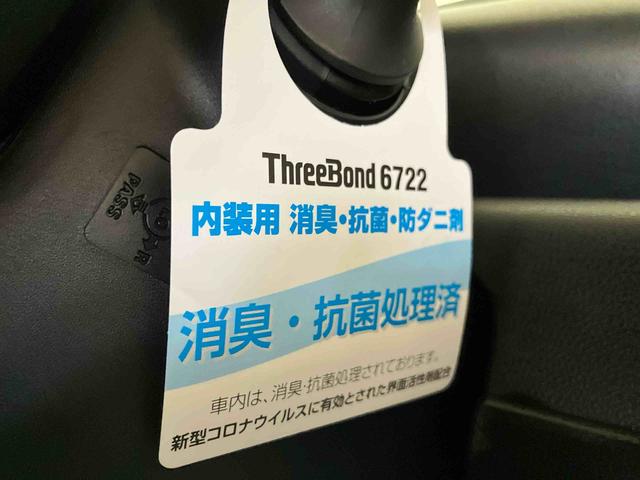 ThreeBond 6722
内装用 消臭・抗菌・防ダニ剤
消臭・抗菌処理済
車内は、消臭・抗菌処理されております。
新型コロナウイルスに有効とされた界面活性剤配合
PASS
R